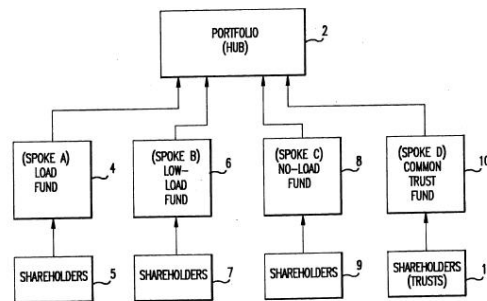 PORTFOLIO
(HUB)
2
(SPOKE A)
LOAD
FUND
4
(SPOKE B)
LOW-
LOAD
FUND
6
(SPOKE C)
NO-LOAD
FUND
8
(SPOKE D)
COMMON
TRUST
FUND
10
SHAREHOLDERS
5
SHAREHOLDERS
7
SHAREHOLDERS
9
SHAREHOLDERS
(TRUSTS)
1